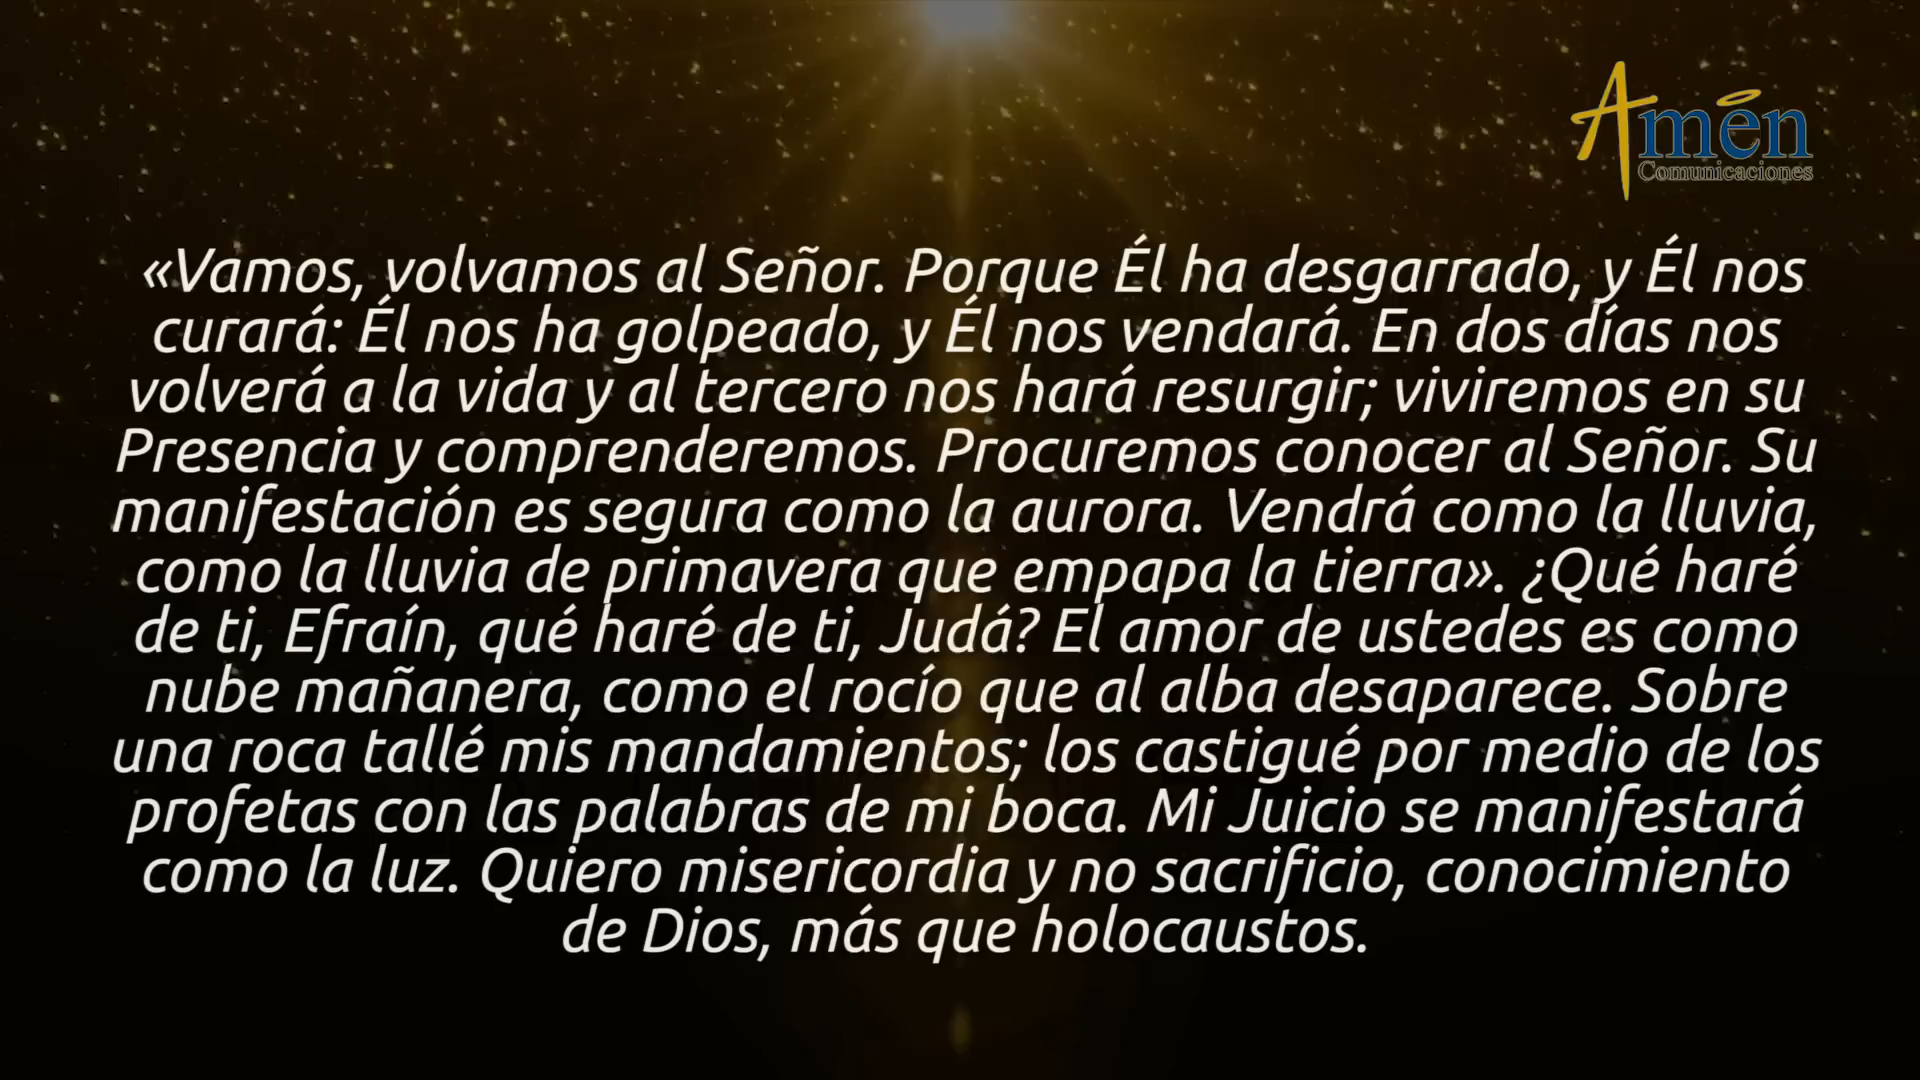 Amén
Comunicaciones
«Vamos, volvamos al Señor. Porque Él ha desgarrado, y Él nos
curará: Él nos ha golpeado, y Él nos vendará. En dos días nos
volverá a la vida y al tercero nos hará resurgir; viviremos en su
Presencia y comprenderemos. Procuremos conocer al Señor. Su
manifestación es segura como la aurora. Vendrá como la lluvia,
como la lluvia de primavera que empapa la tierra». ¿Qué haré
de ti, Efraín, qué haré de ti, Judá? El amor de ustedes es como
nube mañanera, como el rocío que al alba desaparece. Sobre
una roca tallé mis mandamientos; los castigué por medio de los
profetas con las palabras de mi boca. Mi Juicio se manifestará
como la luz. Quiero misericordia y no sacrificio, conocimiento
de Dios, más que holocaustos.